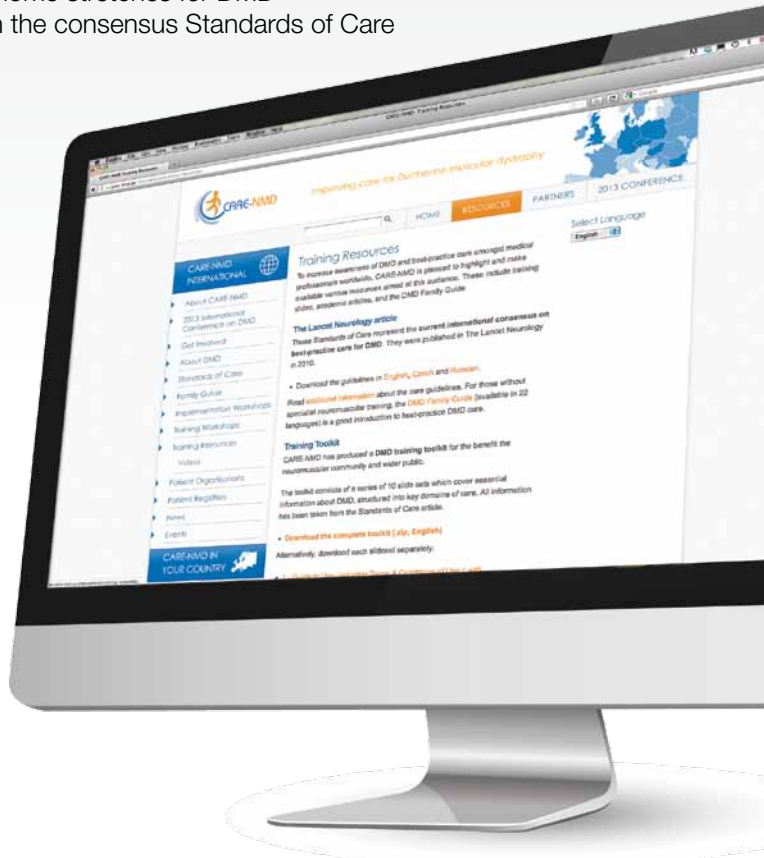 home stretches for DMD
n the consensus Standards of Care
CARE-NMD Training Resources
CARE-NMD
Improving care for Duchenne muscular dystrophy
HOME
RESOURCES
PARTNERS
2013 CONFERENCE
Select Language
English
CARE-NMD
INTERNATIONAL
About CARE-NMD
2013 International
Conference on DMD
Get Involved
About DMD
Standards of Care
Family Guide
Implementation Workshops
Training Workshops
Training Resources
Videos
Patient Organisations
Patient Registries
News
Events
CARE-NMD IN
YOUR COUNTRY
Training Resources
To increase awareness of DMD and best-practice care amongst medical
professionals worldwide, CARE-NMD is pleased to highlight and make
available various resources aimed at this audience. These include training
slides, academic articles, and the DMD Family Guide
The Lancet Neurology article
These Standards of Care represent the current international consensus on
best-practice care for DMD. They were published in The Lancet Neurology
in 2010.
• Download the guidelines in English, Czech and Russian.
Read additional information about the care guidelines. For those without
specialist neuromuscular training, the DMD Family Guide (available in 22
languages) is a good introduction to best-practice DMD care.
Training Toolkit
CARE-NMD has produced a DMD training toolkit for the benefit the
neuromuscular community and wider public.
The toolkit consists of a series of 10 slide sets which cover essential
information about DMD, structured into key domains of care. All information
has been taken from the Standards of Care article.
• Download the complete toolkit (.zip, English)
Alternatively, download each slideset separately: